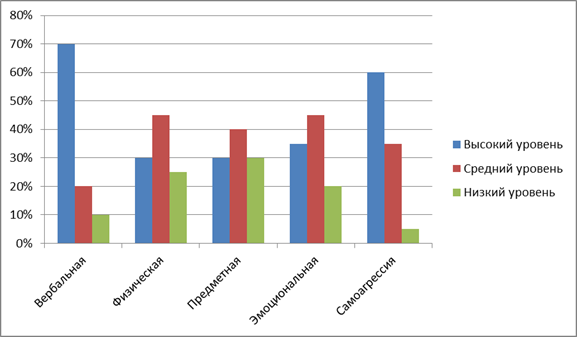 80%
70%
60%
50%
40%
30%
20%
10%
0%
Вербальная
Физическая
Предметная
Эмоциональная
Самоагрессия
Высокий уровень
Средний уровень
Низкий уровень